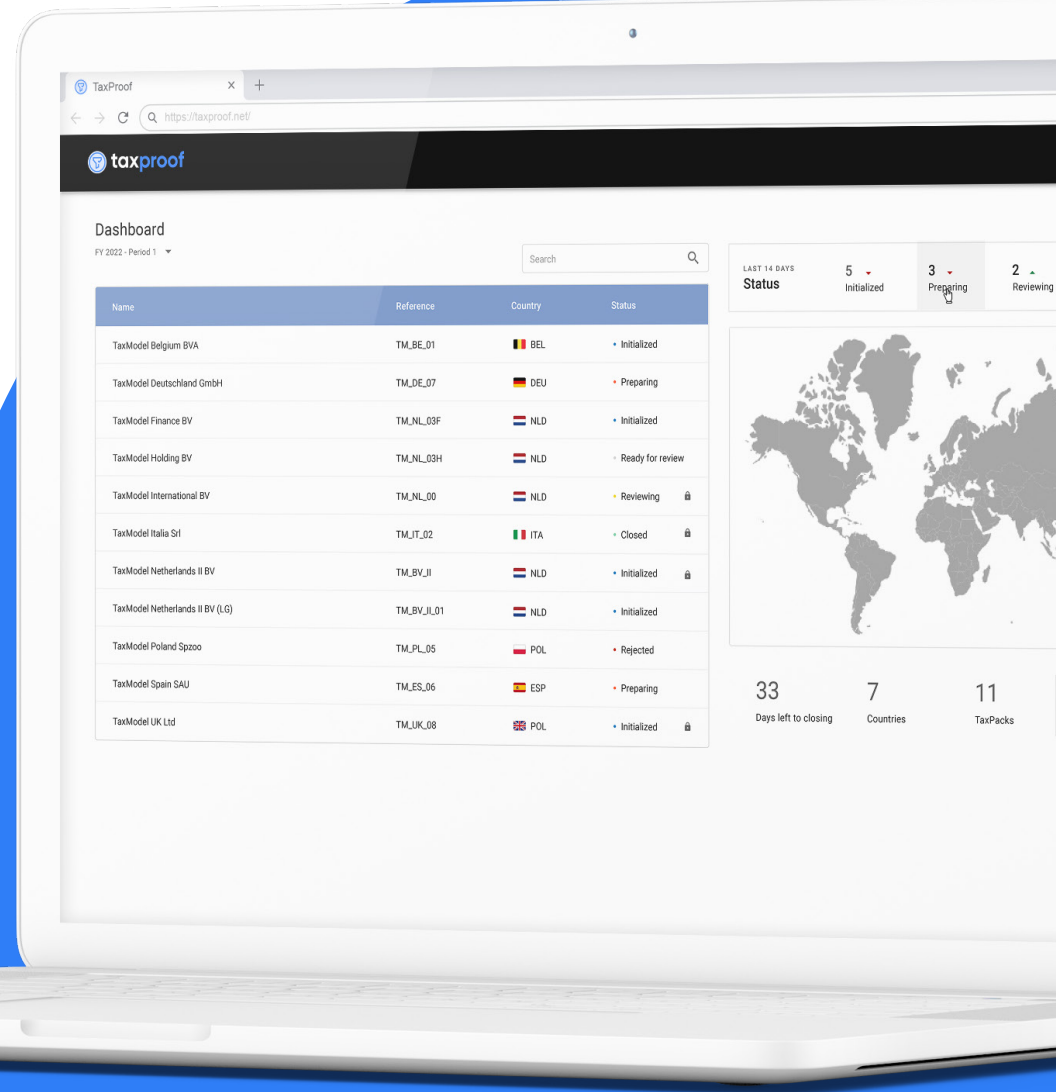 TaxProof
https://taxproof.net/
taxproof
Dashboard
FY 2022 - Period 1
Search
Name Reference Country Status
TaxModel Belgium BVA TM_BE_01 BEL Initialized
TaxModel Deutschland GmbH TM_DE_07 DEU Preparing
TaxModel Finance BV TM_NL_03F NLD Initialized
TaxModel Holding BV TM_NL_03H NLD Ready for review
TaxModel International BV TM_NL_00 NLD Reviewing
TaxModel Italia Srl TM_IT_02 ITA Closed
TaxModel Netherlands II BV TM_BV_II NLD Initialized
TaxModel Netherlands II BV (LG) TM_BV_II_01 NLD Initialized
TaxModel Poland Spzoo TM_PL_05 POL Rejected
TaxModel Spain SAU TM_ES_06 ESP Preparing
TaxModel UK Ltd TM_UK_08 POL Initialized
LAST 14 DAYS
Status
5
Initialized
3
Preparing
2
Reviewing
33
Days left to closing
7
Countries
11
TaxPacks